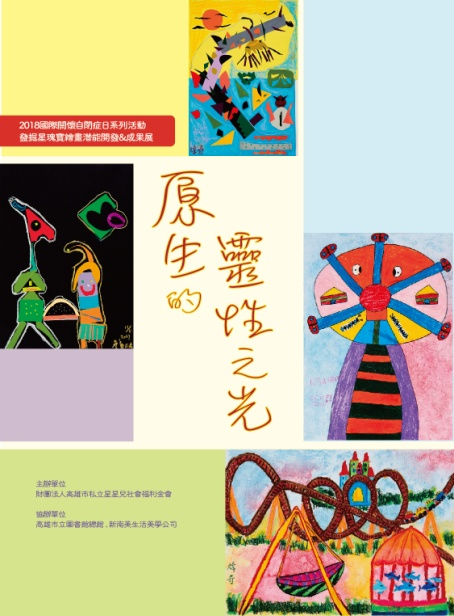 2018國際關懷自閉症日系列活動
發掘星瑰寶繪畫潛能開發&成果展
原生的
靈性之光
主辦單位
財團法人高雄市私立星星兒社會福利基金會
協辦單位
高雄市立圖書館總館﹑新南美生活美學公司